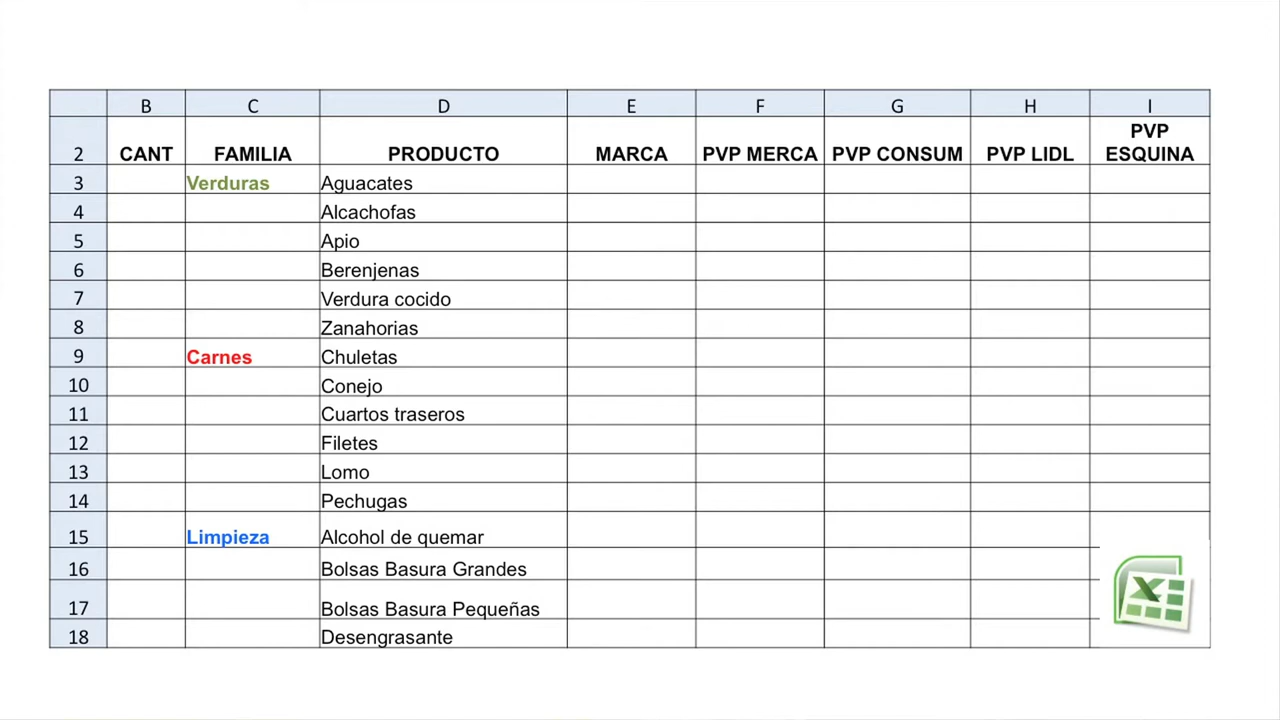 B C D E F G H I
2 CANT FAMILIA PRODUCTO MARCA PVP MERCA PVP CONSUM PVP LIDL PVP ESQUINA
3 Verduras Aguacates
4 Alcachofas
5 Apio
6 Berenjenas
7 Verdura cocido
8 Zanahorias
9 Carnes Chuletas
10 Conejo
11 Cuartos traseros
12 Filetes
13 Lomo
14 Pechugas
15 Limpieza Alcohol de quemar
16 Bolsas Basura Grandes
17 Bolsas Basura Pequeñas
18 Desengrasante
X